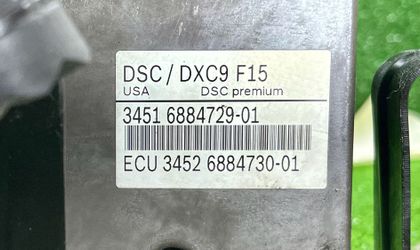 DSC / DXC9 F15
USA DSC premium
3451 6884729-01
ECU 3452 6884730-01